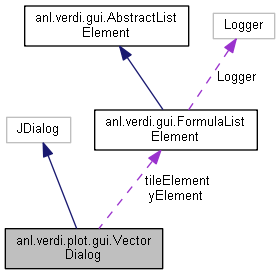 anl.verdi.gui.AbstractList
Element
Logger
Logger
anl.verdi.gui.FormulaList
Element
JDialog
tileElement
yElement
anl.verdi.plot.gui.Vector
Dialog